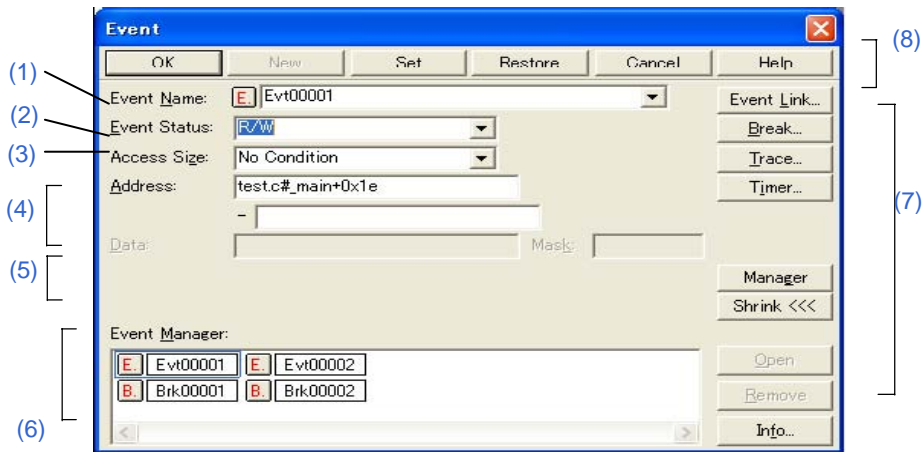 Event
(8)
OK New Set Restore Cancel Help
(1)
Event Name: E. Evt00001 Event Link...
(2)
Event Status: R/W Break...
(3)
Access Size: No Condition Trace...
Address: test.c#_main+0x1e Timer...
(4)
(7)
-
Data: Mask:
(5)
Manager
Shrink <<<
Event Manager:
E. Evt00001 E. Evt00002 Open
B. Brk00001 B. Brk00002 Remove
(6)
Info...